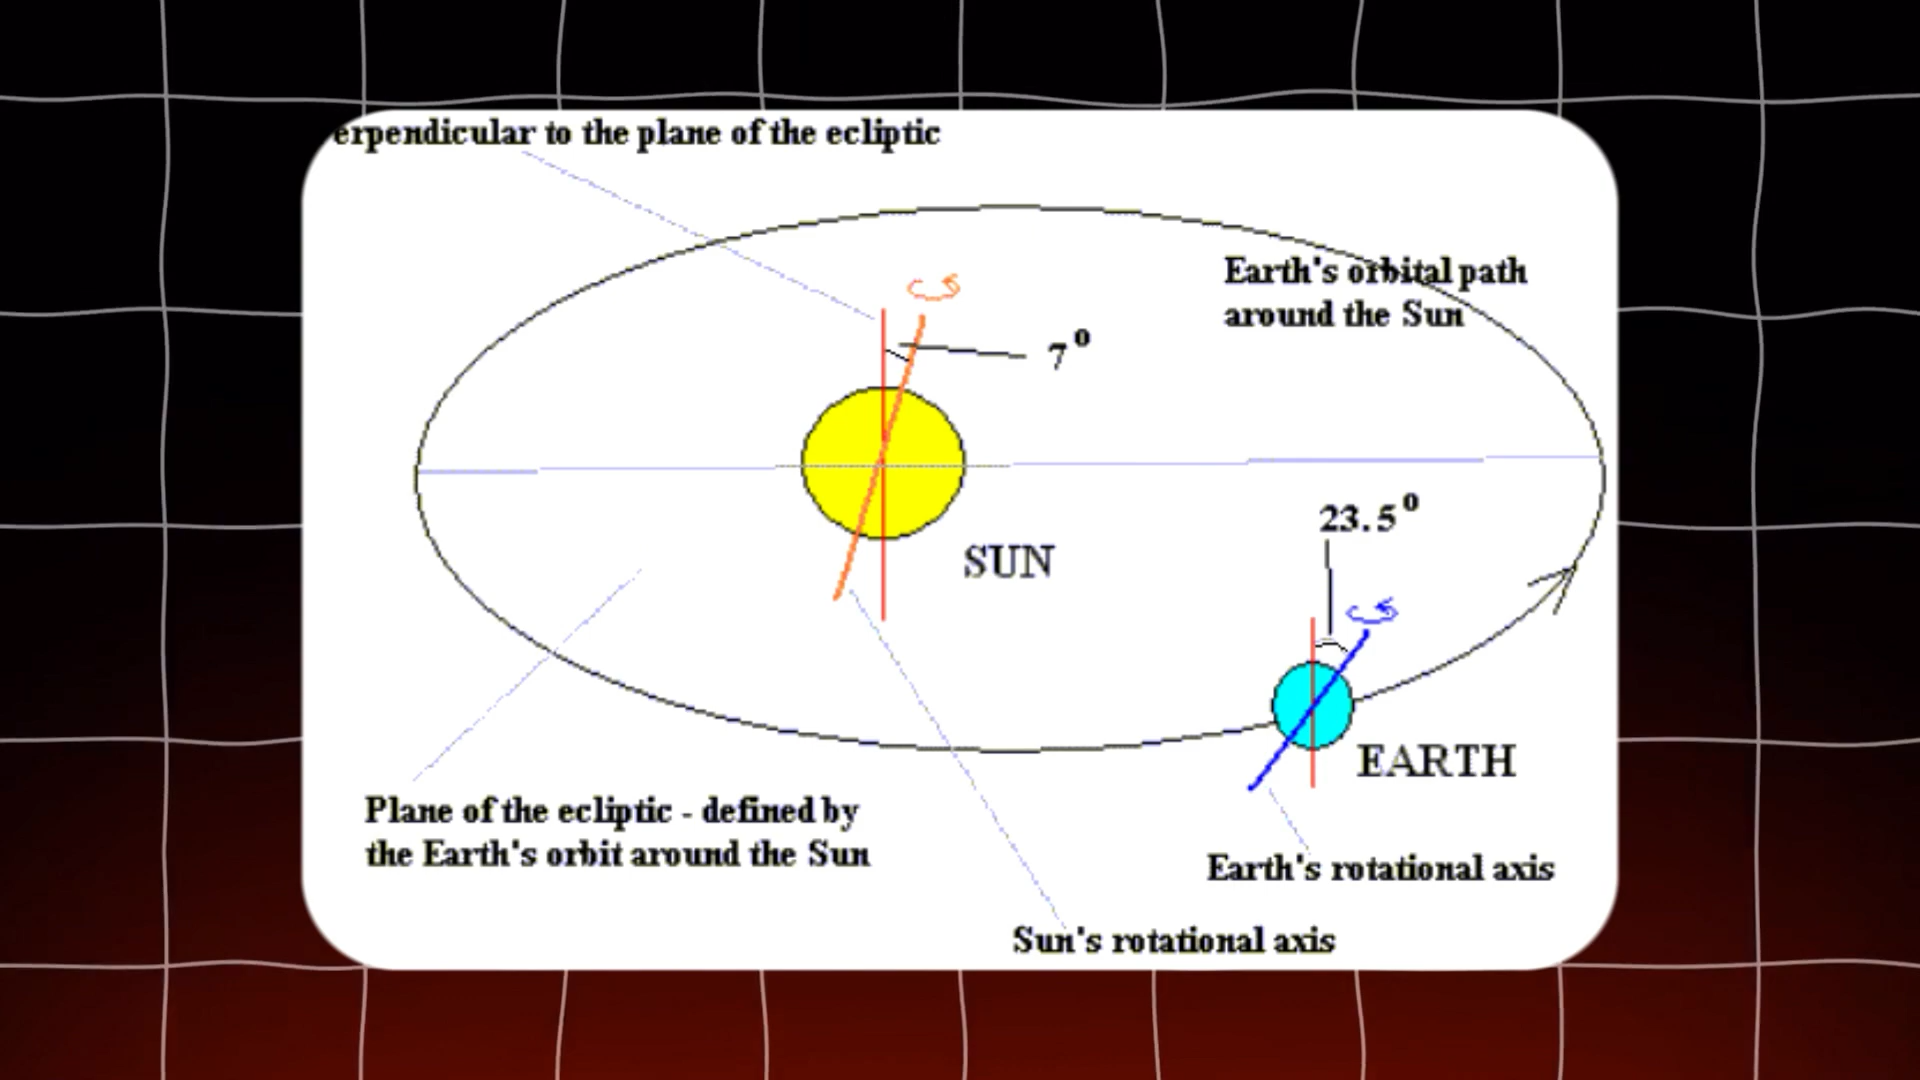 erpendicular to the plane of the ecliptic
Earth's orbital path
around the Sun
7°
SUN
23.5°
EARTH
Plane of the ecliptic - defined by
the Earth's orbit around the Sun
Earth's rotational axis
Sun's rotational axis